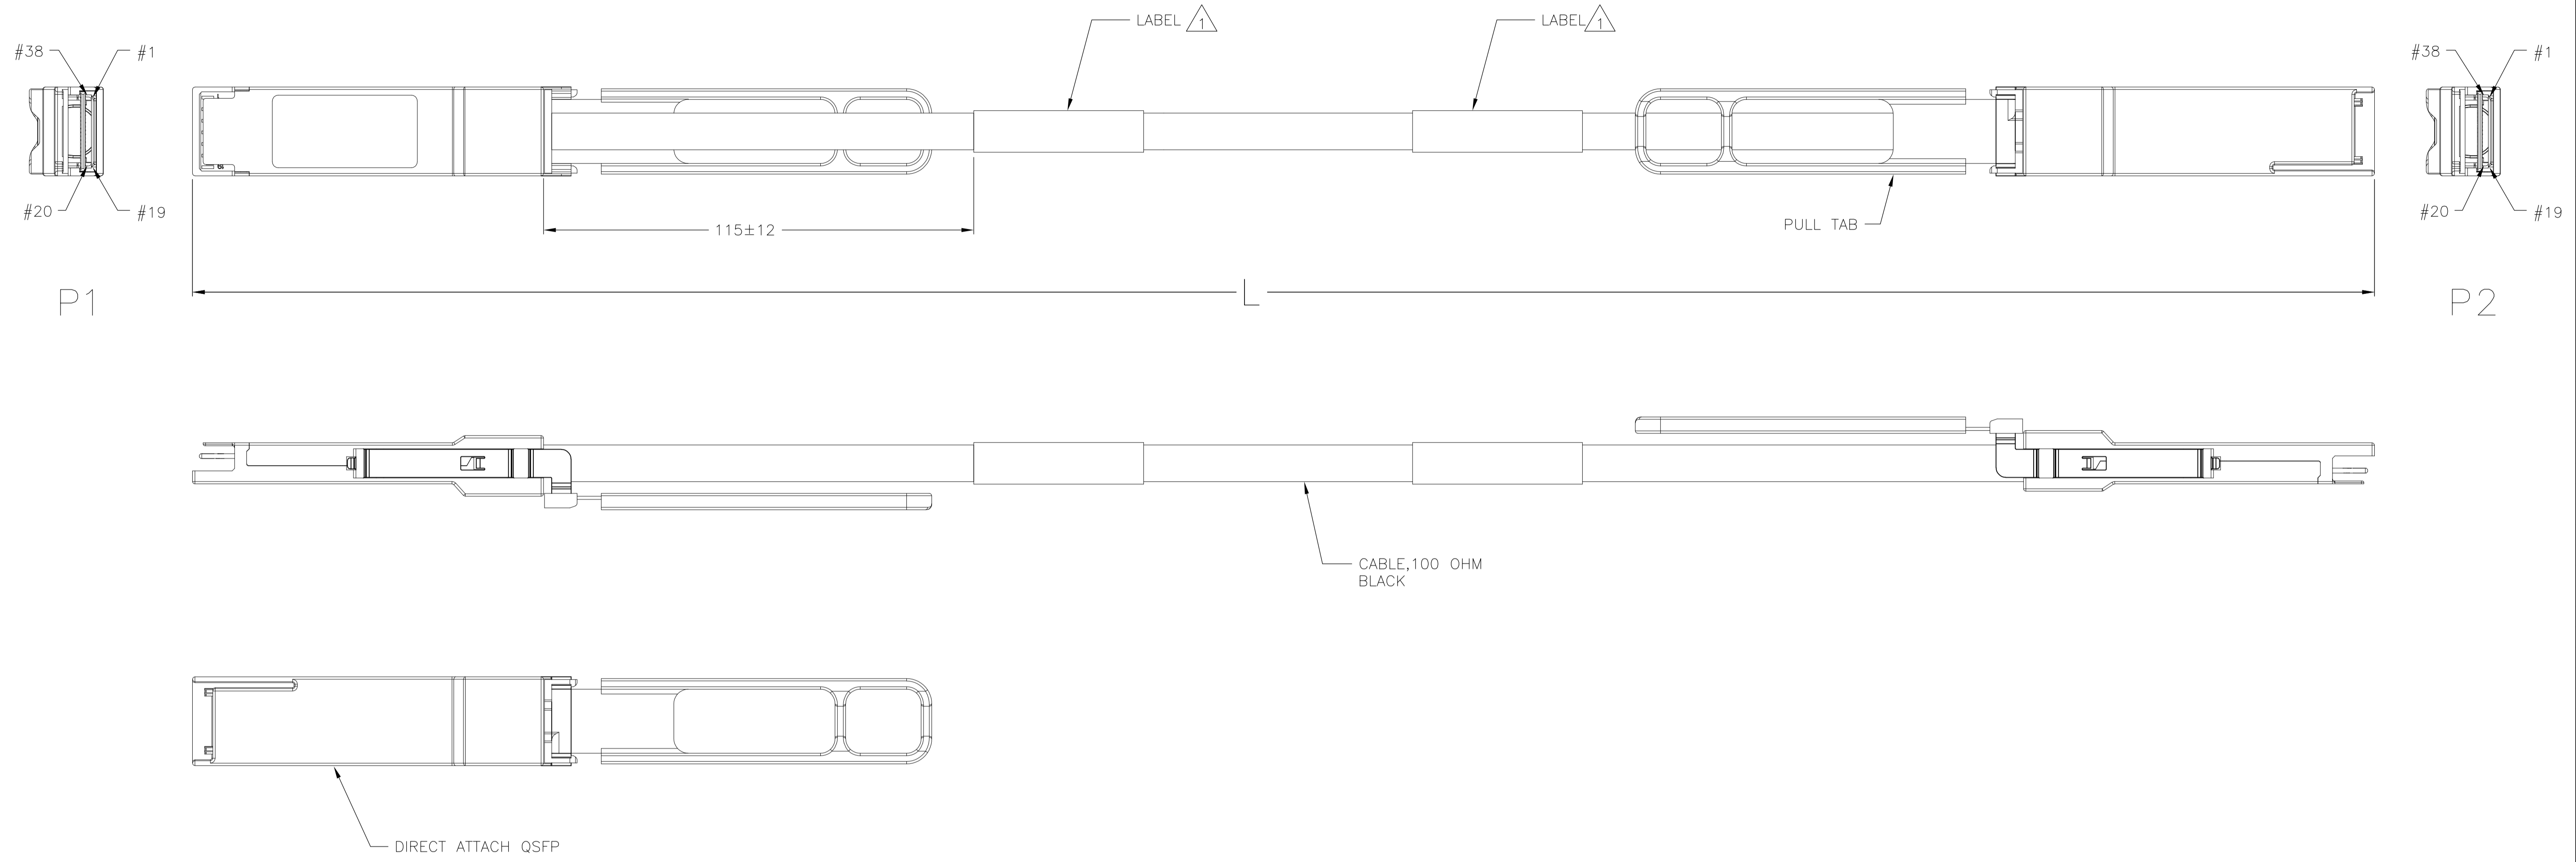 LABEL 1
LABEL 1
#38
#1
#38
#1
#20
#19
115±12
PULL TAB
#20
#19
P1
L
P2
CABLE,100 OHM
BLACK
DIRECT ATTACH QSFP